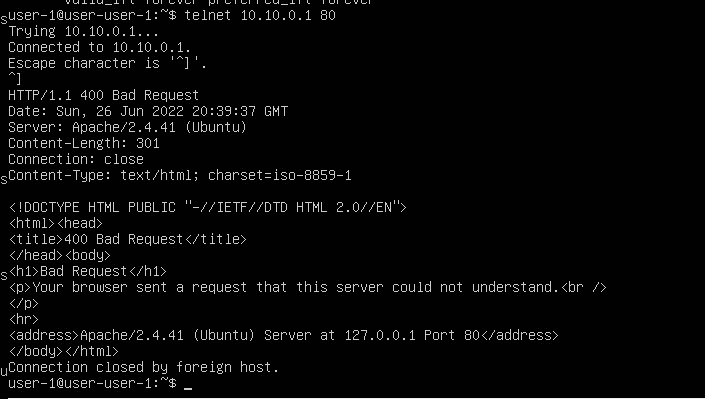 valid_lft forever preferred_lft forever
user-1@user-user-1:~$ telnet 10.10.0.1 80
Trying 10.10.0.1...
Connected to 10.10.0.1.
Escape character is '^]'.
^]
HTTP/1.1 400 Bad Request
Date: Sun, 26 Jun 2022 20:39:37 GMT
Server: Apache/2.4.41 (Ubuntu)
Content-Length: 301
Connection: close
Content-Type: text/html; charset=iso-8859-1

<!DOCTYPE HTML PUBLIC "-//IETF//DTD HTML 2.0//EN">
<html><head>
<title>400 Bad Request</title>
</head><body>
<h1>Bad Request</h1>
<p>Your browser sent a request that this server could not understand.<br />
</p>
<hr>
<address>Apache/2.4.41 (Ubuntu) Server at 127.0.0.1 Port 80</address>
</body></html>
Connection closed by foreign host.
user-1@user-user-1:~$ _